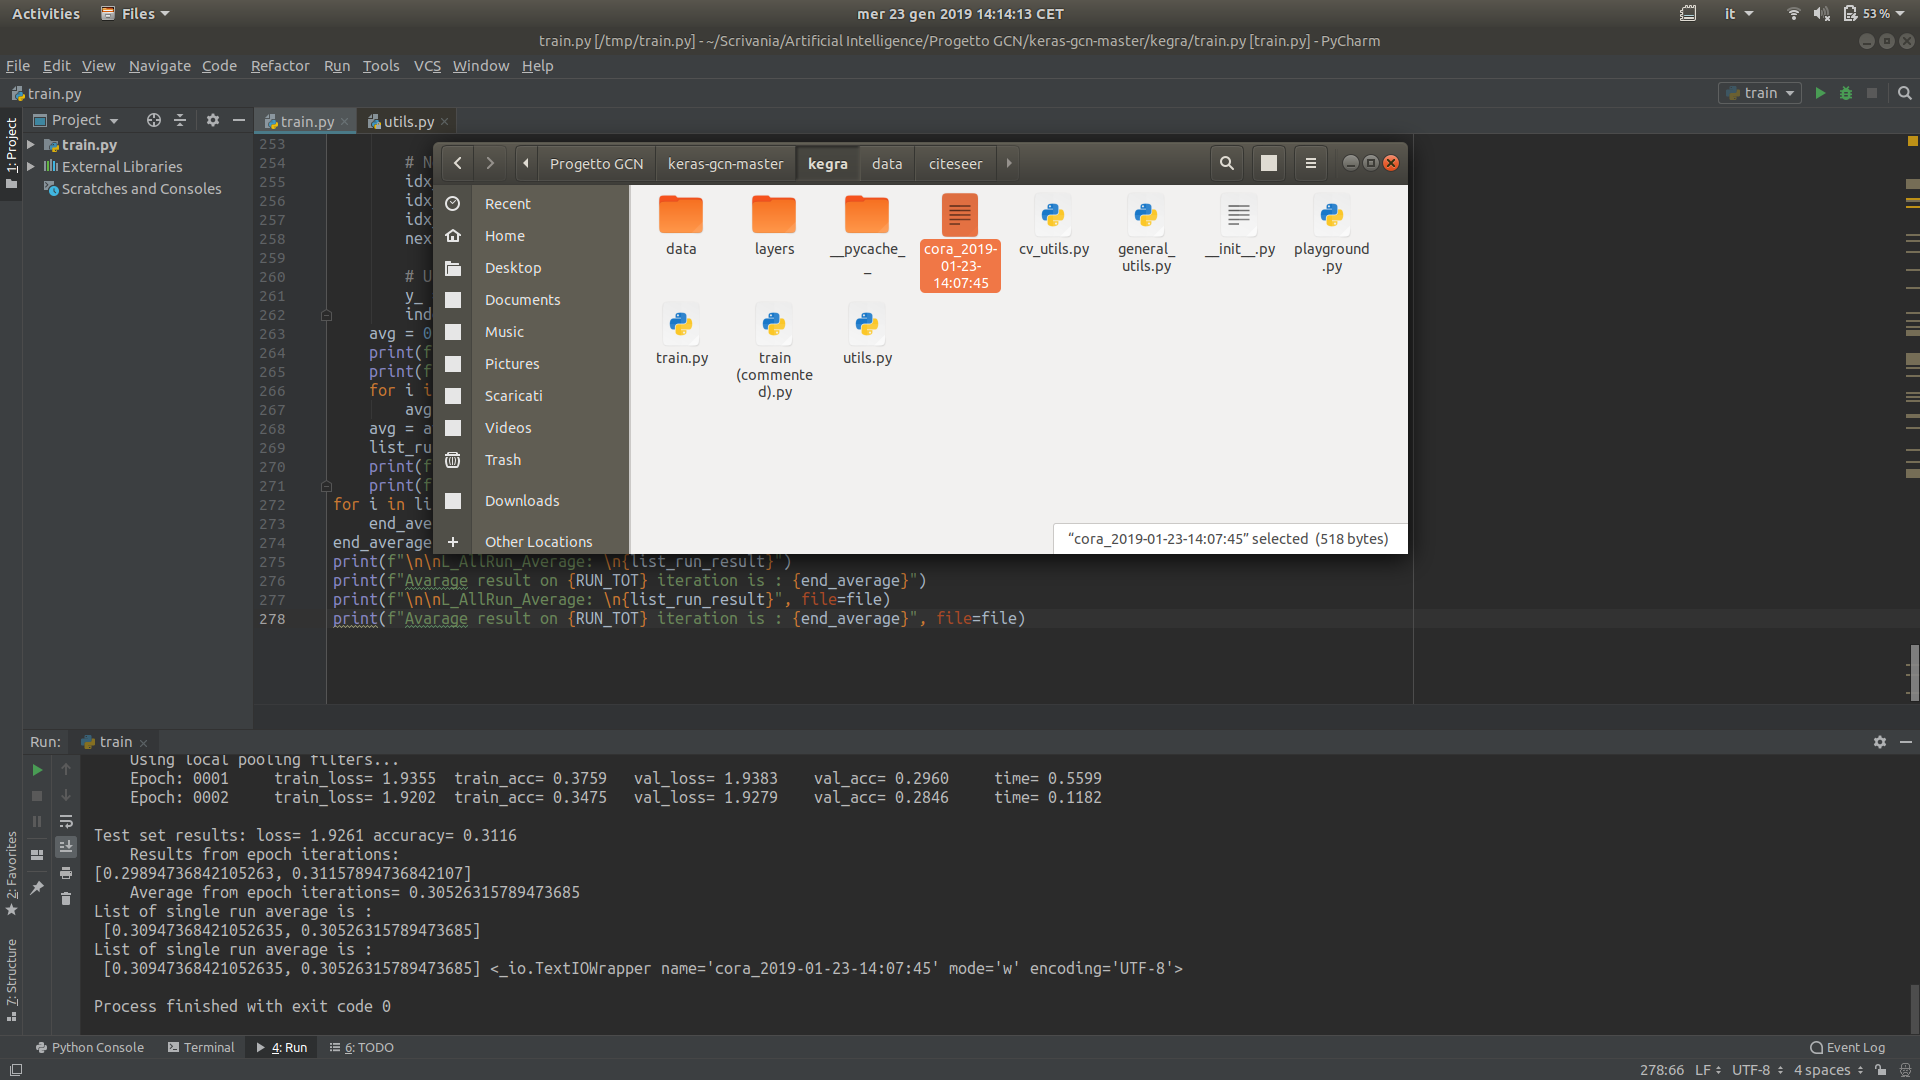 Activities Files mer 23 gen 2019 14:14:13 CET it 53 %
train.py [/tmp/train.py] - ~/Scrivania/Artificial Intelligence/Progetto GCN/keras-gcn-master/kegra/train.py [train.py] - PyCharm
File Edit View Navigate Code Refactor Run Tools VCS Window Help
train.py train
1: Project
Project
train.py
External Libraries
Scratches and Consoles
train.py utils.py
Progetto GCN keras-gcn-master kegra data citeseer
Recent
Home
Desktop
Documents
Music
Pictures
Scaricati
Videos
Trash
Downloads
Other Locations
data
layers
__pycache_
_
cora_2019-
01-23-
14:07:45
cv_utils.py
general_
utils.py
__init__.py
playground
.py
train.py
train
(commente
d).py
utils.py
“cora_2019-01-23-14:07:45” selected (518 bytes)
253
254 # N
255 idx
256 idx
257 idx
258 nex
259
260 # U
261 y_
262 ind
263 avg = 0
264 print(f
265 print(f
266 for i i
267 avg
268 avg = a
269 list_ru
270 print(f
271 print(f
272 for i in li
273 end_ave
274 end_average
275 print(f"\n\nL_AllRun_Average: \n{list_run_result}")
276 print(f"Avarage result on {RUN_TOT} iteration is : {end_average}")
277 print(f"\n\nL_AllRun_Average: \n{list_run_result}", file=file)
278 print(f"Avarage result on {RUN_TOT} iteration is : {end_average}", file=file)
Run: train
Using local pooling filters...
Epoch: 0001 train_loss= 1.9355 train_acc= 0.3759 val_loss= 1.9383 val_acc= 0.2960 time= 0.5599
Epoch: 0002 train_loss= 1.9202 train_acc= 0.3475 val_loss= 1.9279 val_acc= 0.2846 time= 0.1182
Test set results: loss= 1.9261 accuracy= 0.3116
Results from epoch iterations:
[0.29894736842105263, 0.31157894736842107]
Average from epoch iterations= 0.30526315789473685
List of single run average is :
[0.30947368421052635, 0.30526315789473685]
List of single run average is :
[0.30947368421052635, 0.30526315789473685] <_io.TextIOWrapper name='cora_2019-01-23-14:07:45' mode='w' encoding='UTF-8'>
Process finished with exit code 0
2: Favorites
7: Structure
Python Console Terminal 4: Run 6: TODO Event Log
278:66 LF UTF-8 4 spaces